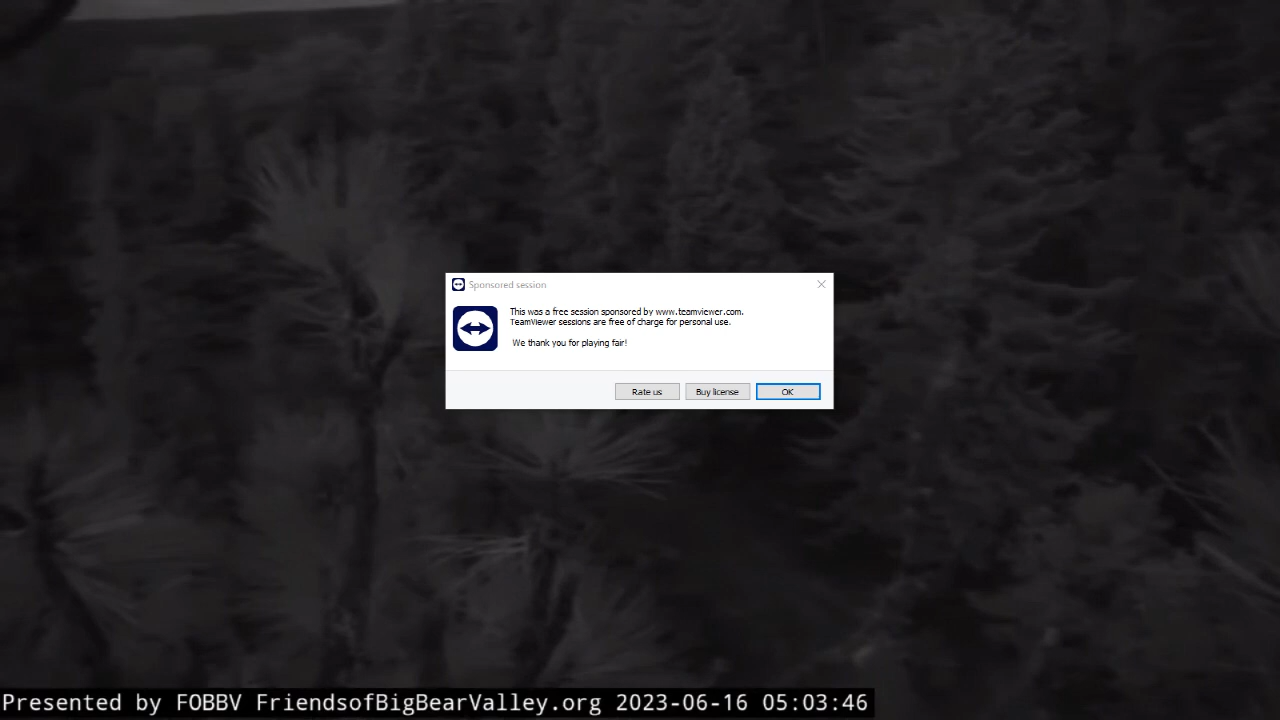 Sponsored session
This was a free session sponsored by www.teamviewer.com.
TeamViewer sessions are free of charge for personal use.
We thank you for playing fair!
Rate us
Buy license
OK
Presented by FOBBV FriendsofBigBearValley.org 2023-06-16 05:03:46